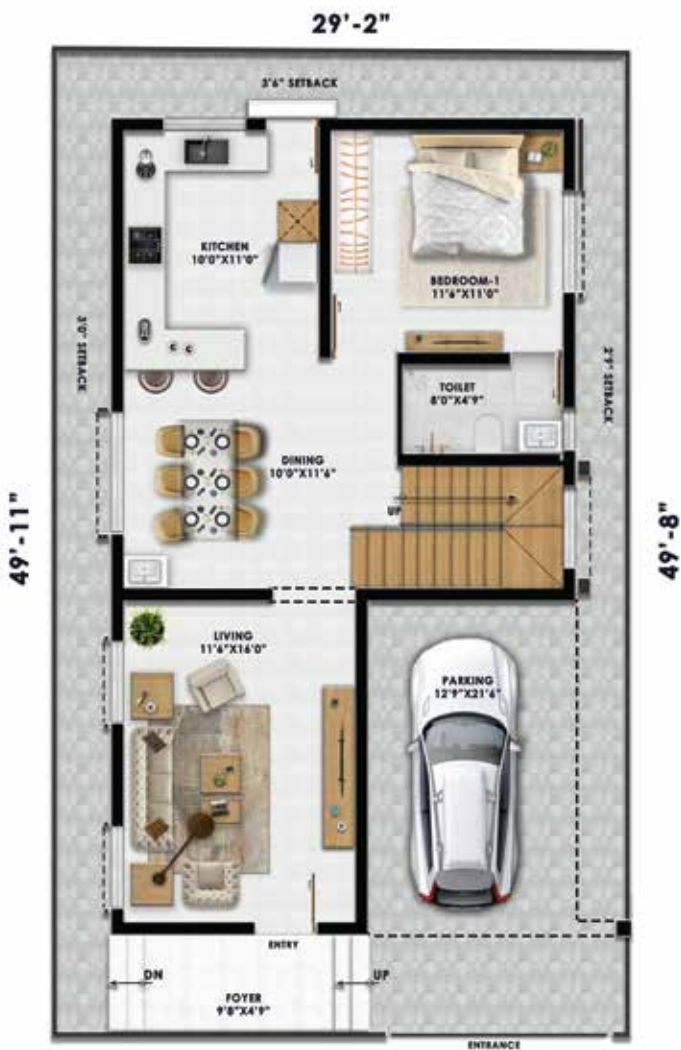 29'-2"
3'6" SETBACK
KITCHEN
10'0"X11'0"
BEDROOM-1
11'6"X11'0"
3'0" SETBACK
2'9" SETBACK
TOILET
8'0"X4'9"
DINING
10'0"X11'6"
UP
49'-11"
49'-8"
LIVING
11'6"X16'0"
PARKING
12'9"X21'6"
ENTRY
DN
UP
FOYER
9'8"X4'9"
ENTRANCE